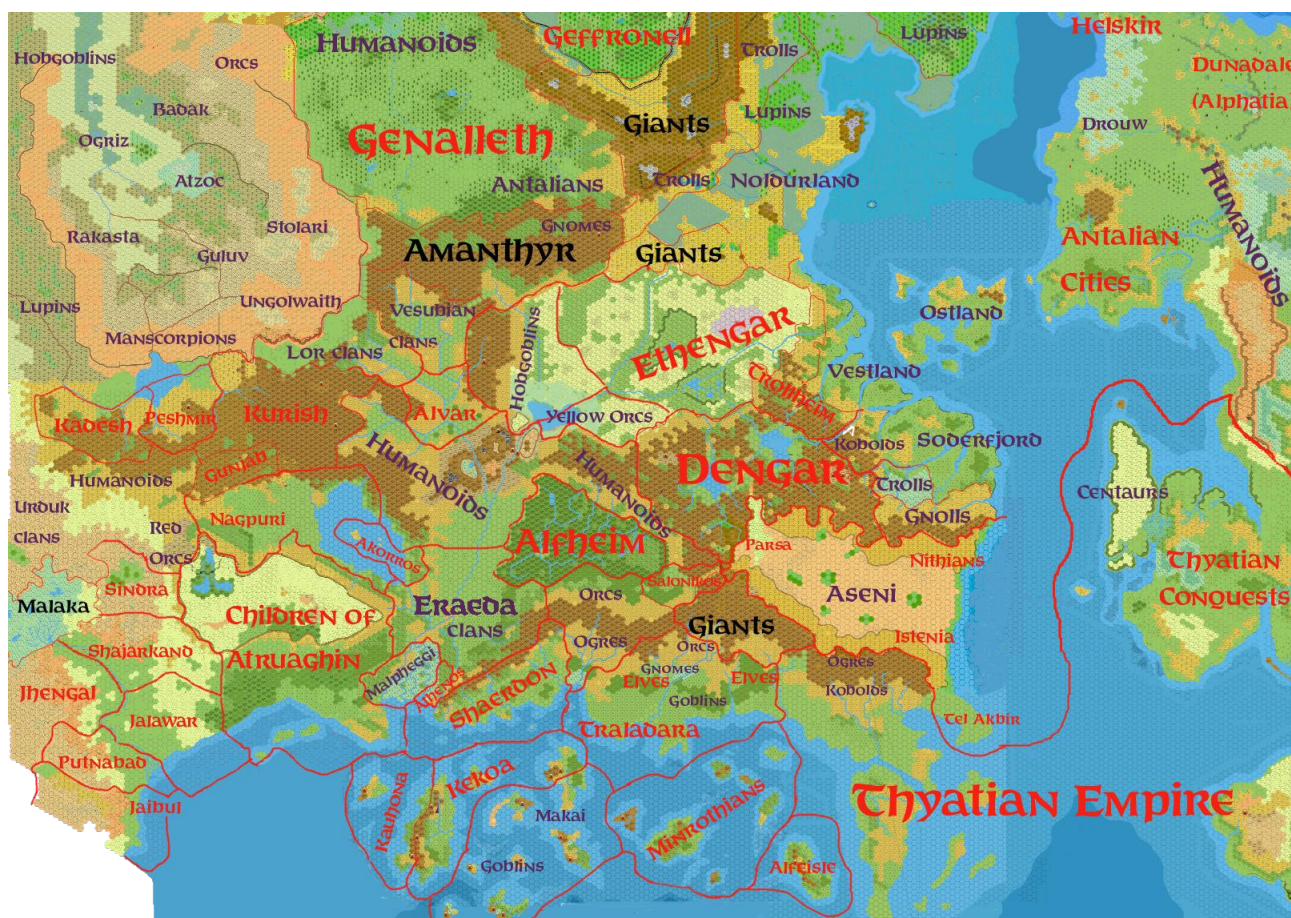 Humanoids
Geffronell
Trolls
Lupins
Helskir
Hobgoblins
Orcs
Dunadale
(Alphatia)
Badak
Giants
Lupins
Drouw
Ogriz
Genalleth
Atzoc
Antalians
Trolls
Noldurland
Humanoids
Stolari
Gnomes
Rakasta
Guluv
Amanthyr
Giants
Antalian
Cities
Lupins
Ungolwaith
Vesubian
clans
Ostland
Manscorpions
Lor clans
Hobgoblins
Ethengar
Vestland
Trollheim
Kadesh
Peshmir
Kurish
Alvar
Yellow Orcs
Kobolds
Soderfjord
Humanoids
Gunjab
Humanoids
Humanoids
Dengar
Trolls
Centaurs
Urduk
clans
Red
Orcs
Nagpuri
Gnolls
Akorros
Alfheim
Parsa
Nithians
Thyatian
Conquests
Malaka
Sindra
Children of
Atruaghin
Eraeda
clans
Orcs
Salonikos
Aseni
Giants
Istenia
Shajarkand
Ogres
Orcs
Gnomes
Ogres
Malpheggi
Jhengal
Elves
Elves
Goblins
Kobolds
Shaerdon
Jalawar
Traladara
Tel Akbir
Putnabad
Jaibul
Kauhona
Kekoa
Makai
Minrothians
Thyatian Empire
Goblins
Alfeisle